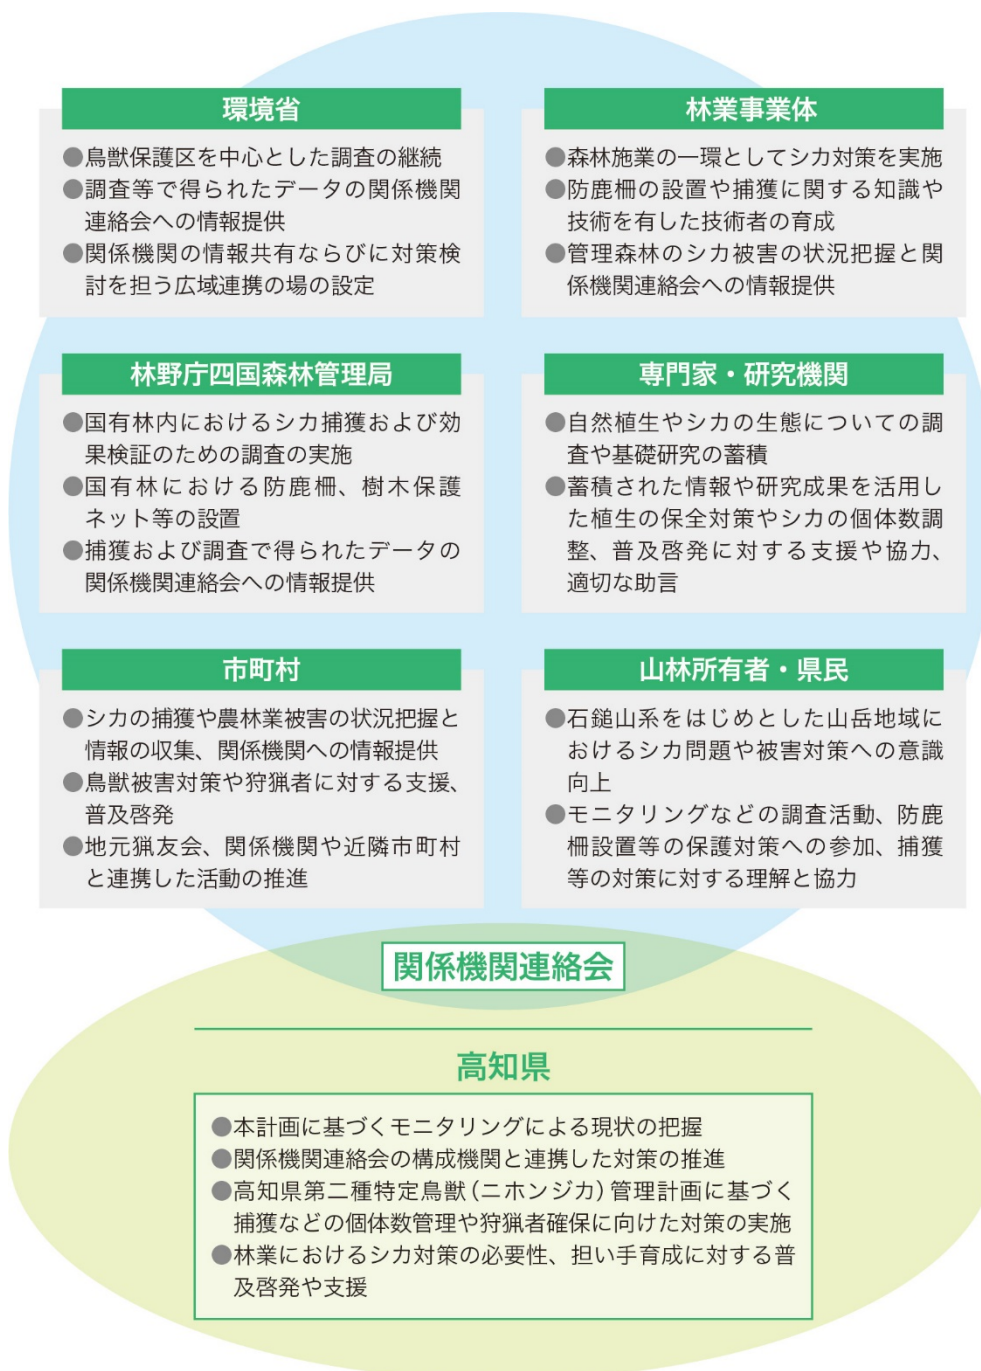 環境省
●鳥獣保護区を中心とした調査の継続
●調査等で得られたデータの関係機関
連絡会への情報提供
●関係機関の情報共有ならびに対策検
討を担う広域連携の場の設定
林業事業体
●森林施業の一環としてシカ対策を実施
●防鹿柵の設置や捕獲に関する知識や
技術を有した技術者の育成
●管理森林のシカ被害の状況把握と関
係機関連絡会への情報提供
林野庁四国森林管理局
●国有林内におけるシカ捕獲および効
果検証のための調査の実施
●国有林における防鹿柵、樹木保護
ネット等の設置
●捕獲および調査で得られたデータの
関係機関連絡会への情報提供
専門家・研究機関
●自然植生やシカの生態についての調
査や基礎研究の蓄積
●蓄積された情報や研究成果を活用し
た植生の保全対策やシカの個体数調
整、普及啓発に対する支援や協力、
適切な助言
市町村
●シカの捕獲や農林業被害の状況把握と
情報の収集、関係機関への情報提供
●鳥獣被害対策や狩猟者に対する支援、
普及啓発
●地元猟友会、関係機関や近隣市町村
と連携した活動の推進
山林所有者・県民
●石鎚山系をはじめとした山岳地域に
おけるシカ問題や被害対策への意識
向上
●モニタリングなどの調査活動、防鹿
柵設置等の保護対策への参加、捕獲
等の対策に対する理解と協力
関係機関連絡会
高知県
●本計画に基づくモニタリングによる現状の把握
●関係機関連絡会の構成機関と連携した対策の推進
●高知県第二種特定鳥獣(ニホンジカ)管理計画に基づく
捕獲などの個体数管理や狩猟者確保に向けた対策の実施
●林業におけるシカ対策の必要性、担い手育成に対する普
及啓発や支援